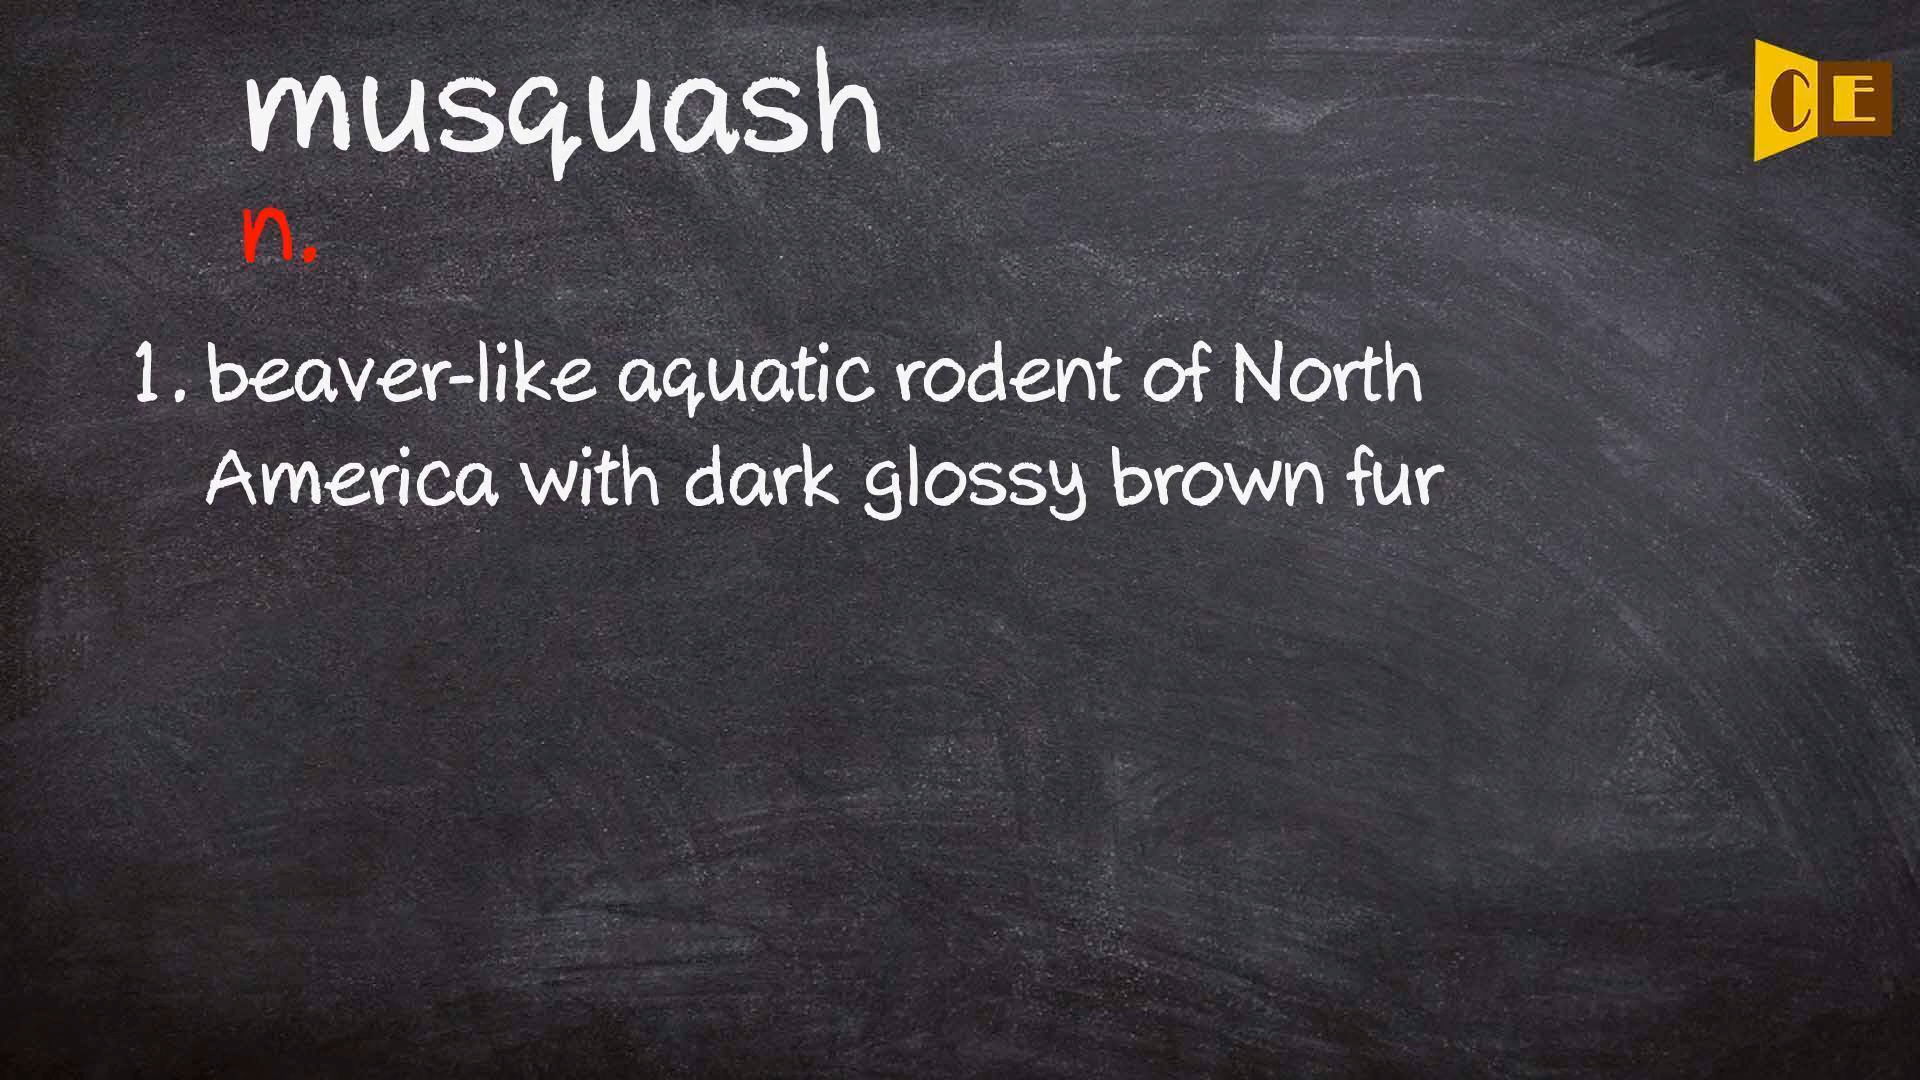 musquash
CE
n.
1. beaver-like aquatic rodent of North
America with dark glossy brown fur